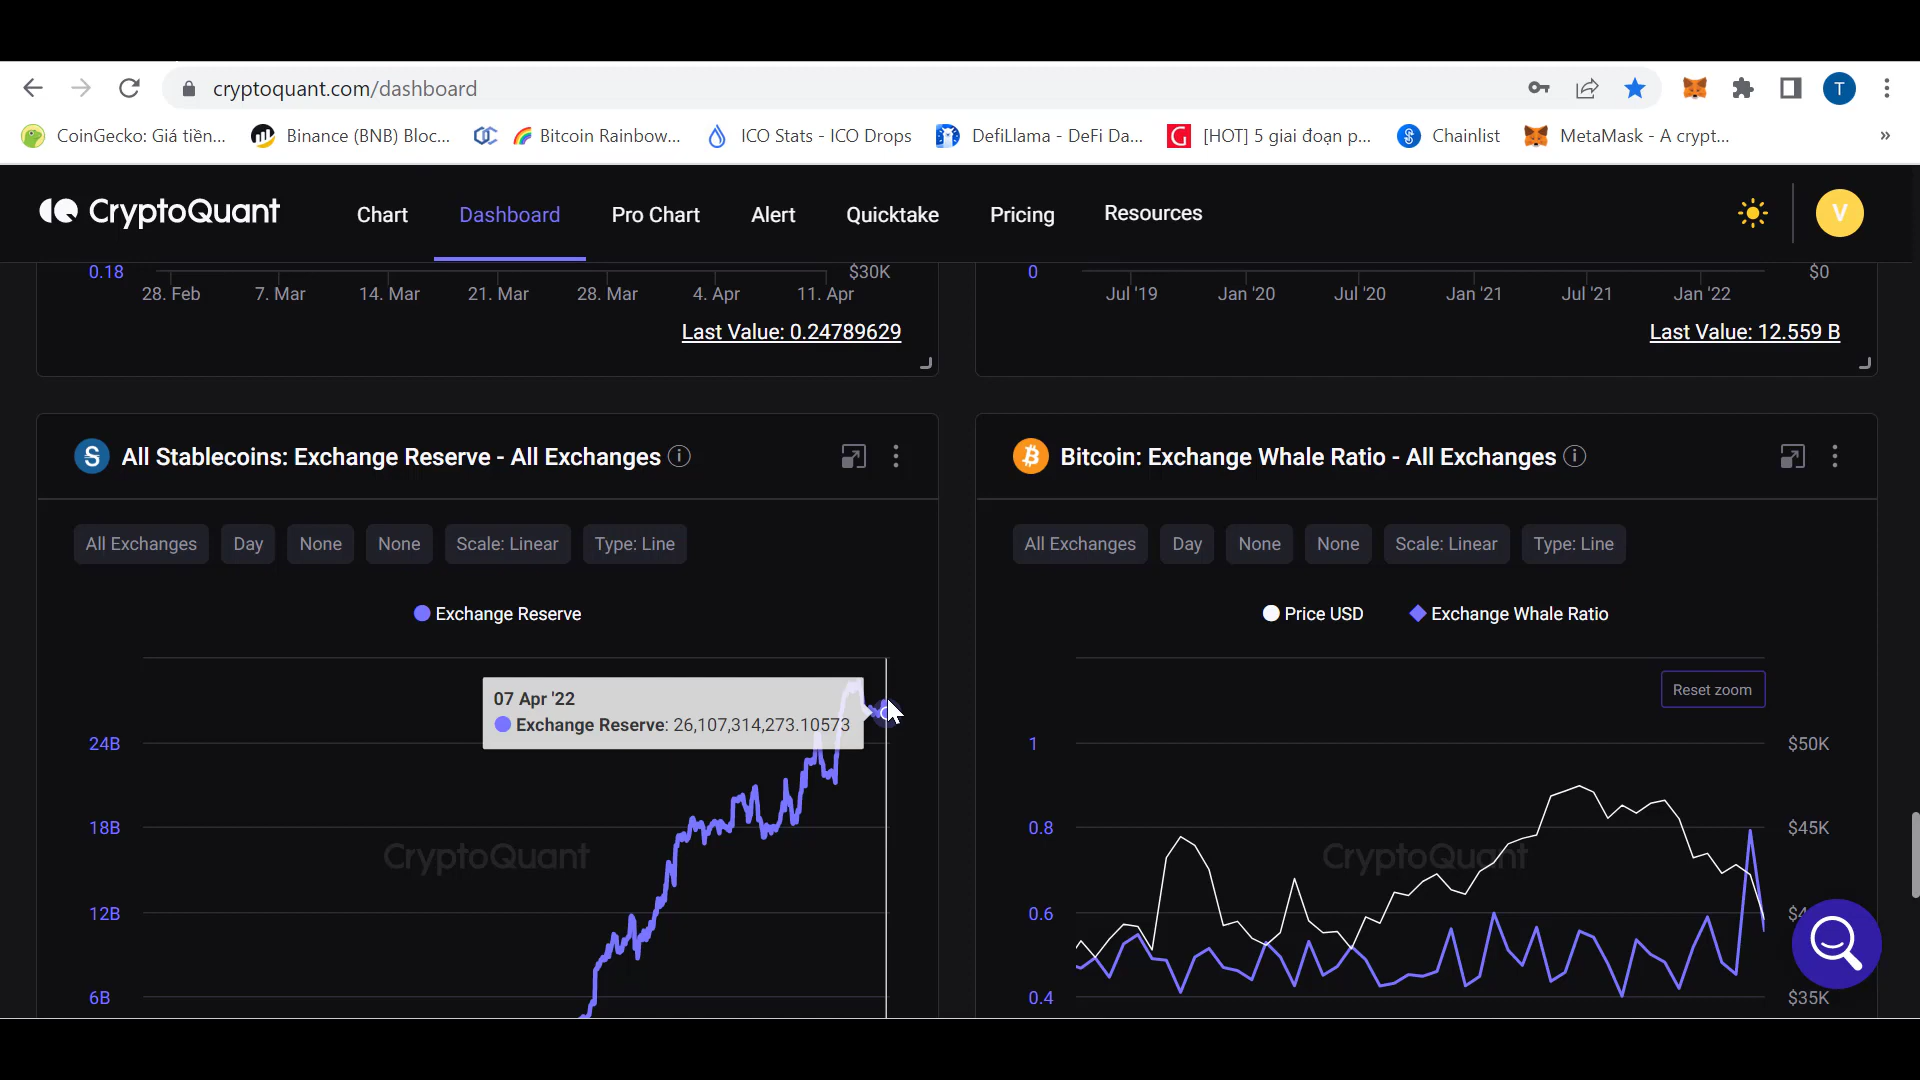 cryptoquant.com/dashboard
T
CoinGecko: Giá tiền...
Binance (BNB) Bloc...
Bitcoin Rainbow...
ICO Stats - ICO Drops
DefiLlama - DeFi Da...
[HOT] 5 giai đoạn p...
Chainlist
MetaMask - A crypt...
»
CryptoQuant
Chart
Dashboard
Pro Chart
Alert
Quicktake
Pricing
Resources
V
0.18
$30K
28. Feb
7. Mar
14. Mar
21. Mar
28. Mar
4. Apr
11. Apr
Last Value: 0.24789629
0
$0
Jul '19
Jan '20
Jul '20
Jan '21
Jul '21
Jan '22
Last Value: 12.559 B
All Stablecoins: Exchange Reserve - All Exchanges
All Exchanges
Day
None
None
Scale: Linear
Type: Line
Exchange Reserve
07 Apr '22
Exchange Reserve: 26,107,314,273.10573
24B
18B
12B
6B
CryptoQuant
Bitcoin: Exchange Whale Ratio - All Exchanges
All Exchanges
Day
None
None
Scale: Linear
Type: Line
Price USD
Exchange Whale Ratio
Reset zoom
1
0.8
0.6
0.4
$50K
$45K
$35K
CryptoQuant